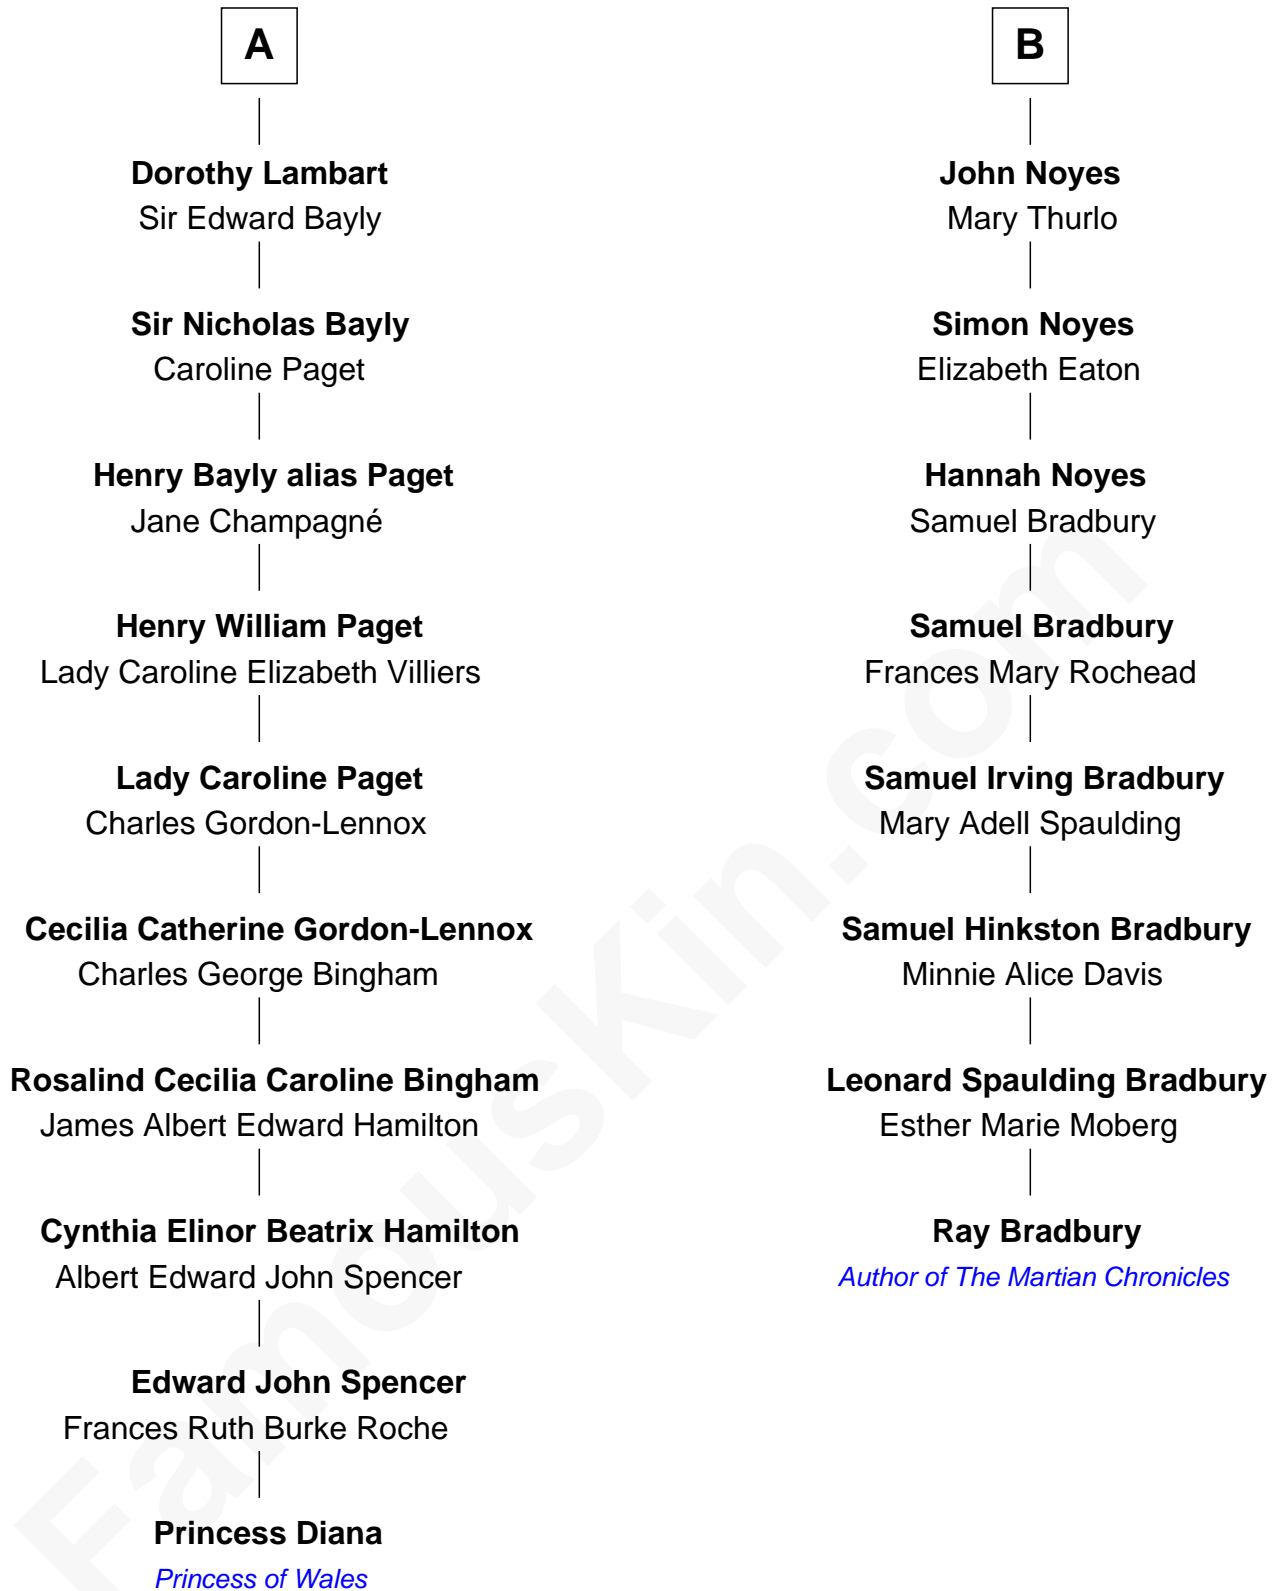 A
Dorothy Lambart
Sir Edward Bayly
Sir Nicholas Bayly
Caroline Paget
Henry Bayly alias Paget
Jane Champagné
Henry William Paget
Lady Caroline Elizabeth Villiers
Lady Caroline Paget
Charles Gordon-Lennox
Cecilia Catherine Gordon-Lennox
Charles George Bingham
Rosalind Cecilia Caroline Bingham
James Albert Edward Hamilton
Cynthia Elinor Beatrix Hamilton
Albert Edward John Spencer
Edward John Spencer
Frances Ruth Burke Roche
Princess Diana
Princess of Wales
B
John Noyes
Mary Thurlo
Simon Noyes
Elizabeth Eaton
Hannah Noyes
Samuel Bradbury
Samuel Bradbury
Frances Mary Rochead
Samuel Irving Bradbury
Mary Adell Spaulding
Samuel Hinkston Bradbury
Minnie Alice Davis
Leonard Spaulding Bradbury
Esther Marie Moberg
Ray Bradbury
Author of The Martian Chronicles
FamousKin.com